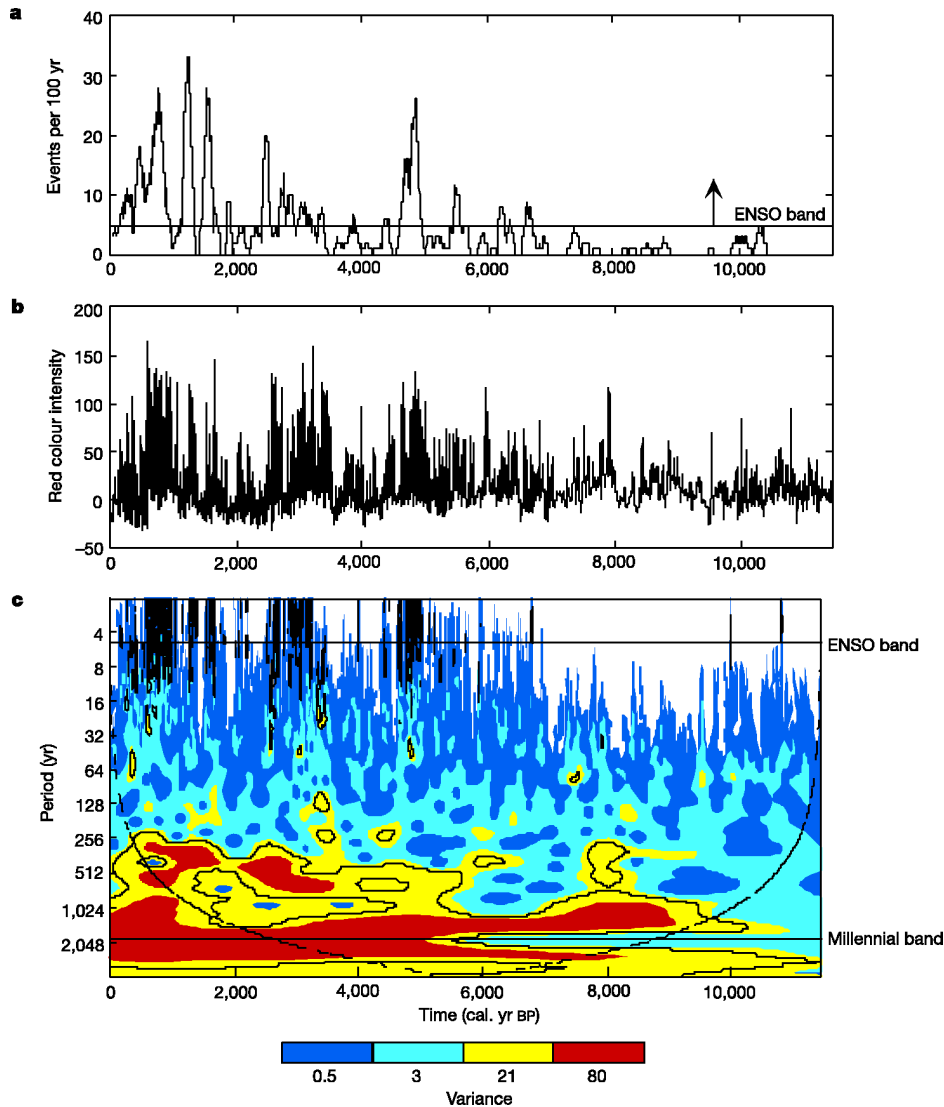 a
40
30
20
10
0
Events per 100 yr
ENSO band
0 2,000 4,000 6,000 8,000 10,000
b
200
150
100
50
0
–50
Red colour intensity
0 2,000 4,000 6,000 8,000 10,000
c
4
8
16
32
64
128
256
512
1,024
2,048
Period (yr)
ENSO band
Millennial band
0 2,000 4,000 6,000 8,000 10,000
Time (cal. yr BP)
0.5 3 21 80
Variance